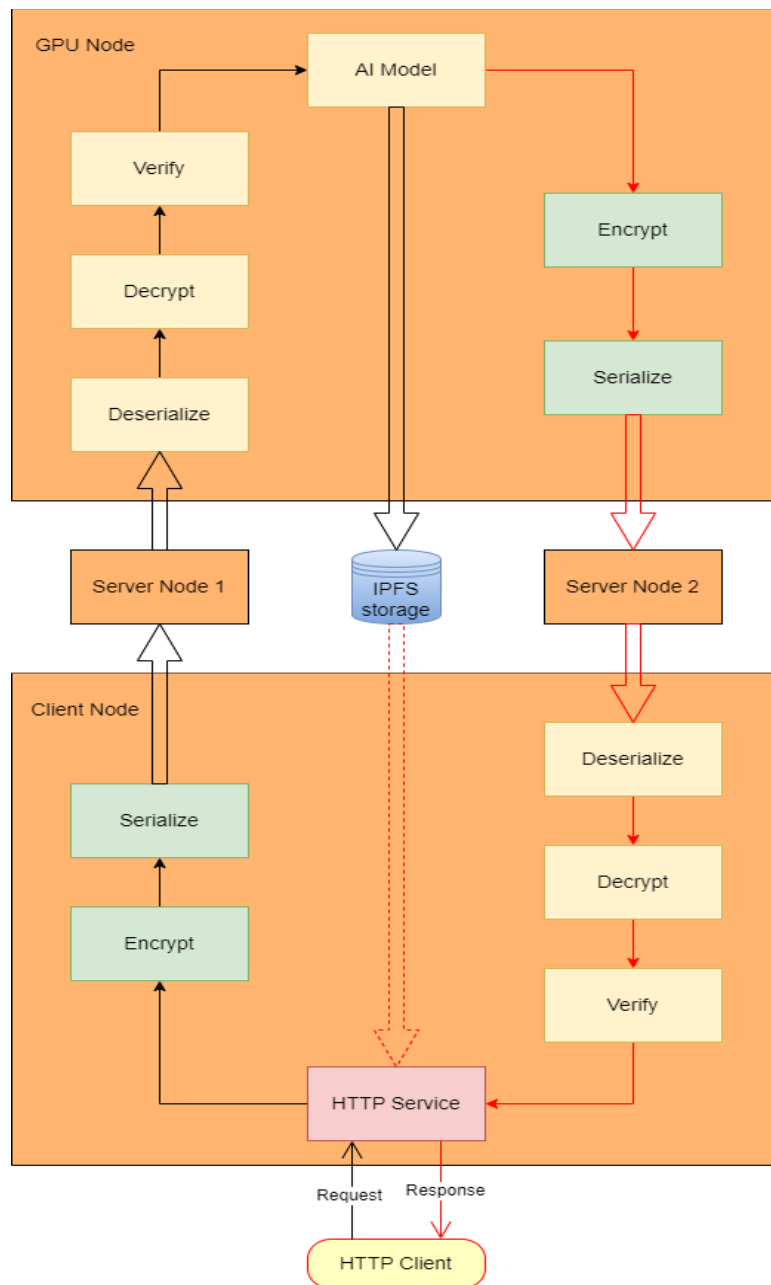 GPU Node
AI Model
Verify
Encrypt
Decrypt
Serialize
Deserialize
Server Node 1
IPFS
storage
Server Node 2
Client Node
Deserialize
Serialize
Decrypt
Encrypt
Verify
HTTP Service
Request
Response
HTTP Client